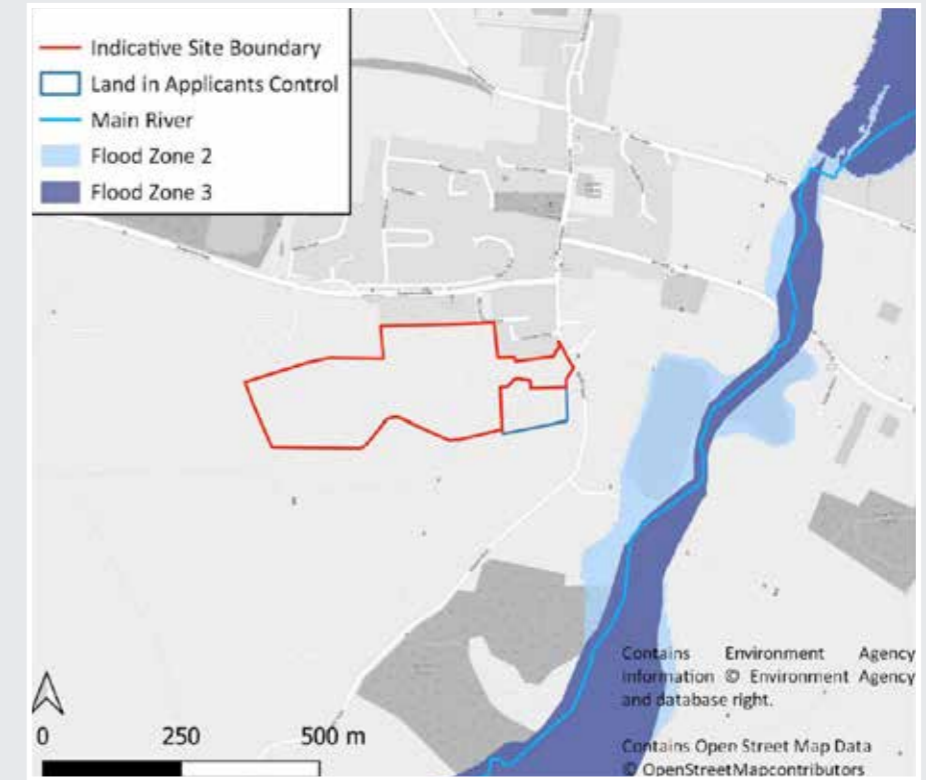 Indicative Site Boundary
Land in Applicants Control
Main River
Flood Zone 2
Flood Zone 3
Contains Environment Agency
information © Environment Agency
and database right.
0 250 500 m
Contains Open Street Map Data
© OpenStreetMapcontributors